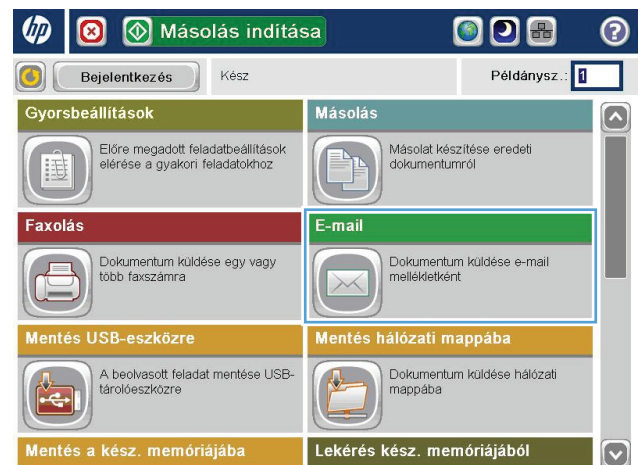 hp
Másolás indítása
?
Bejelentkezés
Kész
Példánysz.: 1
Gyorsbeállítások
Előre megadott feladatbeállítások
elérése a gyakori feladatokhoz
Másolás
Másolat készítése eredeti
dokumentumról
Faxolás
Dokumentum küldése egy vagy
több faxszámra
E-mail
Dokumentum küldése e-mail
mellékletként
Mentés USB-eszközre
A beolvasott feladat mentése USB-
tárolóeszközre
Mentés hálózati mappába
Dokumentum küldése hálózati
mappába
Mentés a kész. memóriájába
Lekérés kész. memóriájából